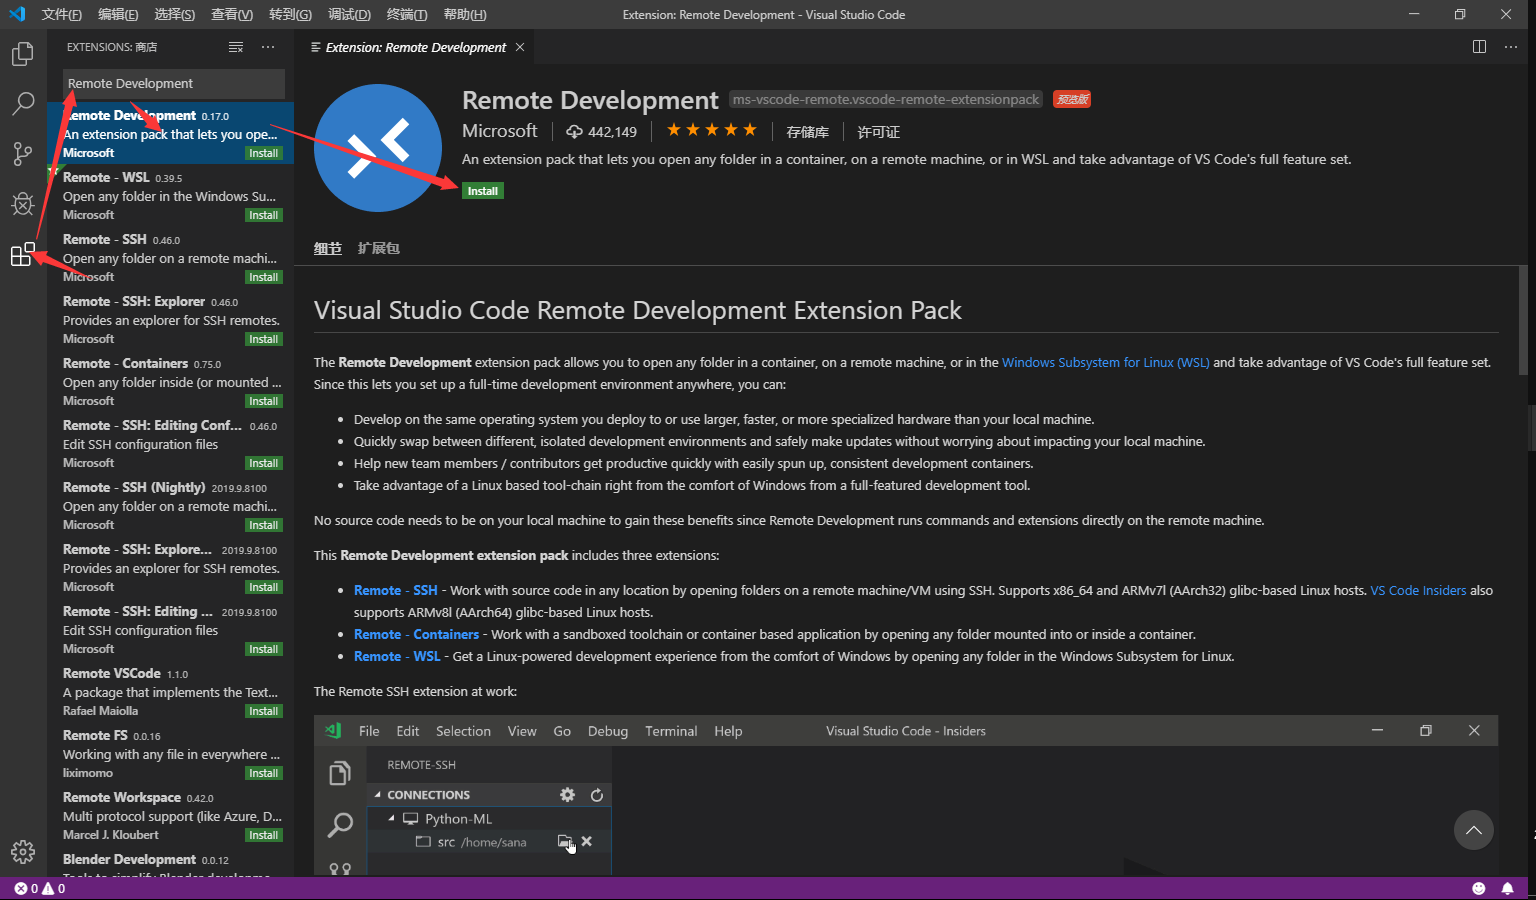 文件(F) 编辑(E) 选择(S) 查看(V) 转到(G) 调试(D) 终端(T) 帮助(H)
Extension: Remote Development - Visual Studio Code
EXTENSIONS: 商店
Remote Development
Remote Development 0.17.0
An extension pack that lets you ope...
Microsoft Install
Remote - WSL 0.39.5
Open any folder in the Windows Su...
Microsoft Install
Remote - SSH 0.46.0
Open any folder on a remote machi...
Microsoft Install
Remote - SSH: Explorer 0.46.0
Provides an explorer for SSH remotes.
Microsoft Install
Remote - Containers 0.75.0
Open any folder inside (or mounted ...
Microsoft Install
Remote - SSH: Editing Conf... 0.46.0
Edit SSH configuration files
Microsoft Install
Remote - SSH (Nightly) 2019.9.8100
Open any folder on a remote machi...
Microsoft Install
Remote - SSH: Explore... 2019.9.8100
Provides an explorer for SSH remotes.
Microsoft Install
Remote - SSH: Editing ... 2019.9.8100
Edit SSH configuration files
Microsoft Install
Remote VSCode 1.1.0
A package that implements the Text...
Rafael Maiolla Install
Remote FS 0.0.16
Working with any file in everywhere ...
liximomo Install
Remote Workspace 0.42.0
Multi protocol support (like Azure, D...
Marcel J. Kloubert Install
Blender Development 0.0.12
Extension: Remote Development
Remote Development ms-vscode-remote.vscode-remote-extensionpack 预览版
Microsoft 442,149 ★★★★★ 存储库 许可证
An extension pack that lets you open any folder in a container, on a remote machine, or in WSL and take advantage of VS Code's full feature set.
Install
细节 扩展包
Visual Studio Code Remote Development Extension Pack
The Remote Development extension pack allows you to open any folder in a container, on a remote machine, or in the Windows Subsystem for Linux (WSL) and take advantage of VS Code's full feature set.
Since this lets you set up a full-time development environment anywhere, you can:
• Develop on the same operating system you deploy to or use larger, faster, or more specialized hardware than your local machine.
• Quickly swap between different, isolated development environments and safely make updates without worrying about impacting your local machine.
• Help new team members / contributors get productive quickly with easily spun up, consistent development containers.
• Take advantage of a Linux based tool-chain right from the comfort of Windows from a full-featured development tool.
No source code needs to be on your local machine to gain these benefits since Remote Development runs commands and extensions directly on the remote machine.
This Remote Development extension pack includes three extensions:
• Remote - SSH - Work with source code in any location by opening folders on a remote machine/VM using SSH. Supports x86_64 and ARMv7l (AArch32) glibc-based Linux hosts. VS Code Insiders also
supports ARMv8l (AArch64) glibc-based Linux hosts.
• Remote - Containers - Work with a sandboxed toolchain or container based application by opening any folder mounted into or inside a container.
• Remote - WSL - Get a Linux-powered development experience from the comfort of Windows by opening any folder in the Windows Subsystem for Linux.
The Remote SSH extension at work:
File Edit Selection View Go Debug Terminal Help Visual Studio Code - Insiders
REMOTE-SSH
CONNECTIONS
Python-ML
src /home/sana
0 0